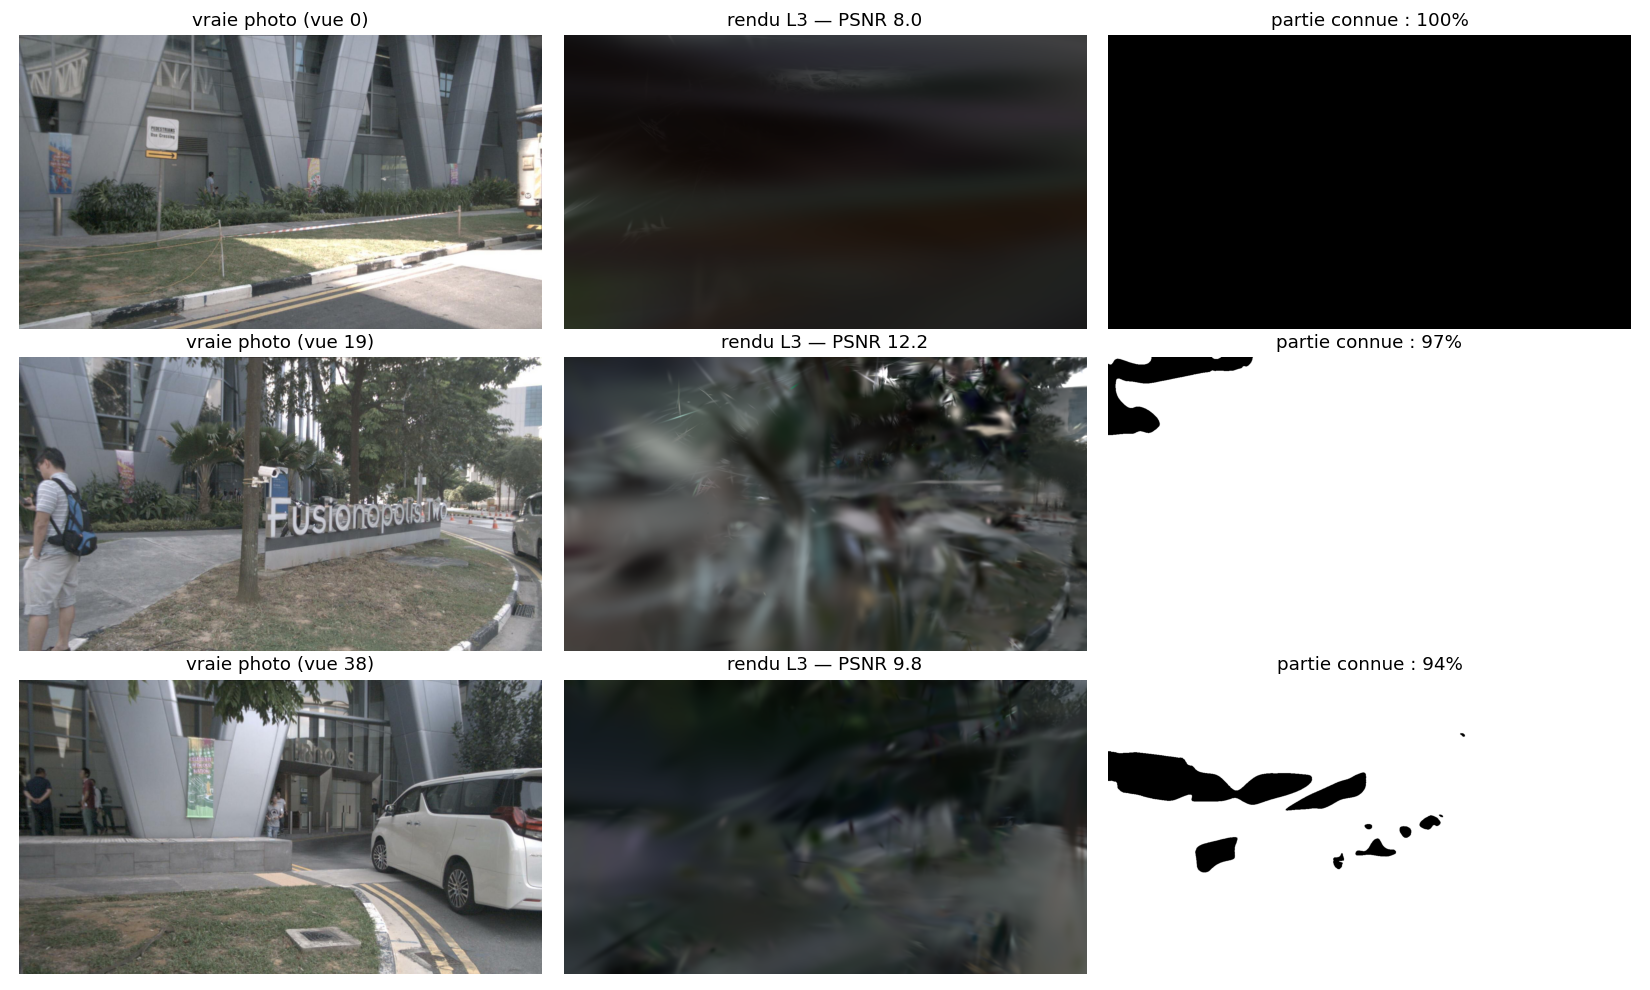 vraie photo (vue 0)
rendu L3 — PSNR 8.0
partie connue : 100%
PEDESTRIANS
vraie photo (vue 19)
rendu L3 — PSNR 12.2
partie connue : 97%
Fusionopolis Two
vraie photo (vue 38)
rendu L3 — PSNR 9.8
partie connue : 94%